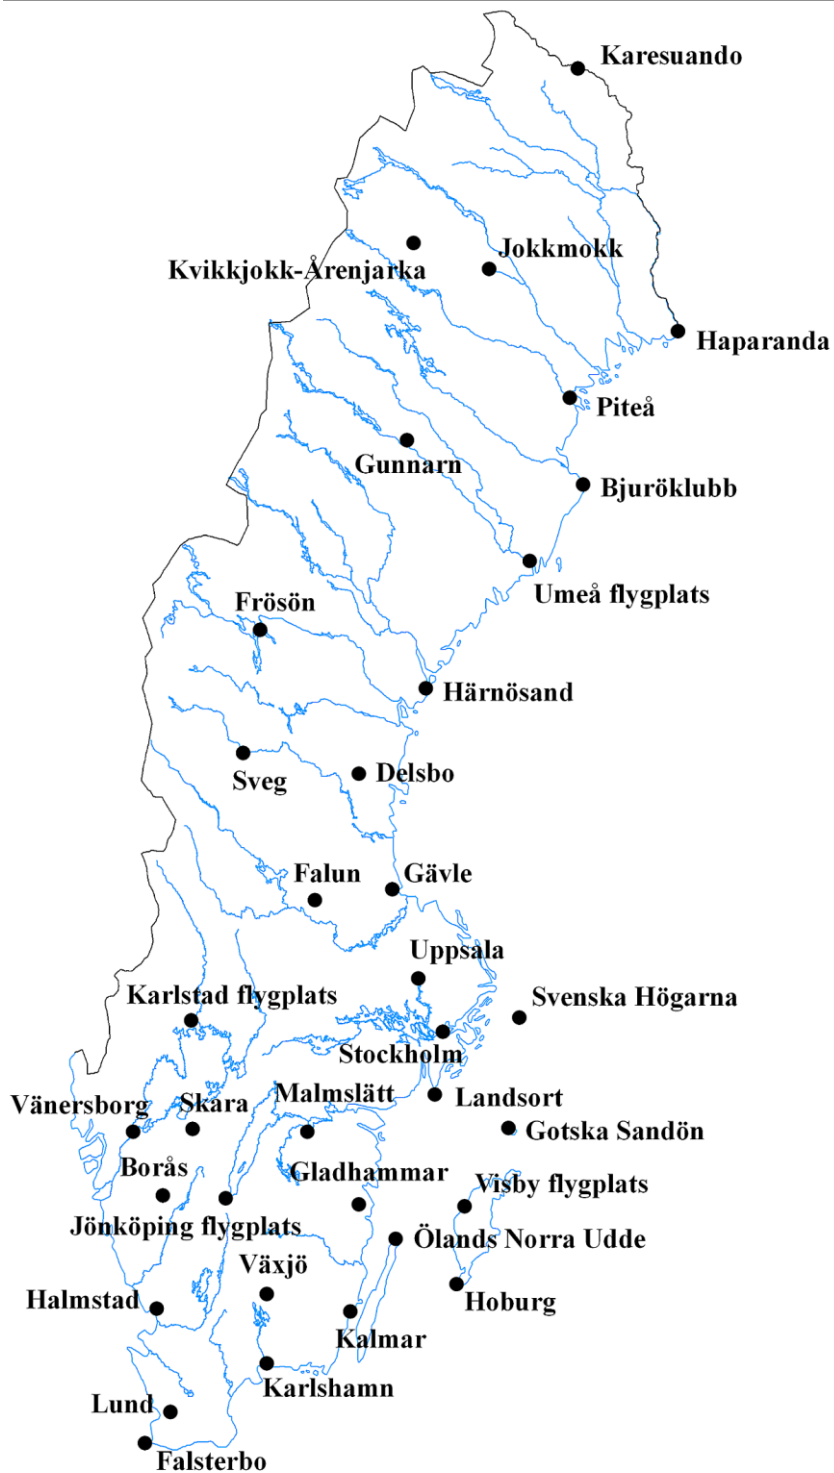 Karesuando
Jokkmokk
Kvikkjokk-Årenjarka
Haparanda
Piteå
Gunnarn
Bjuröklubb
Umeå flygplats
Frösön
Härnösand
Sveg
Delsbo
Falun
Gävle
Uppsala
Karlstad flygplats
Svenska Högarna
Stockholm
Malmslätt
Landsort
Vänersborg
Skara
Gotska Sandön
Borås
Gladhammar
Visby flygplats
Jönköping flygplats
Ölands Norra Udde
Växjö
Halmstad
Hoburg
Kalmar
Karlshamn
Lund
Falsterbo